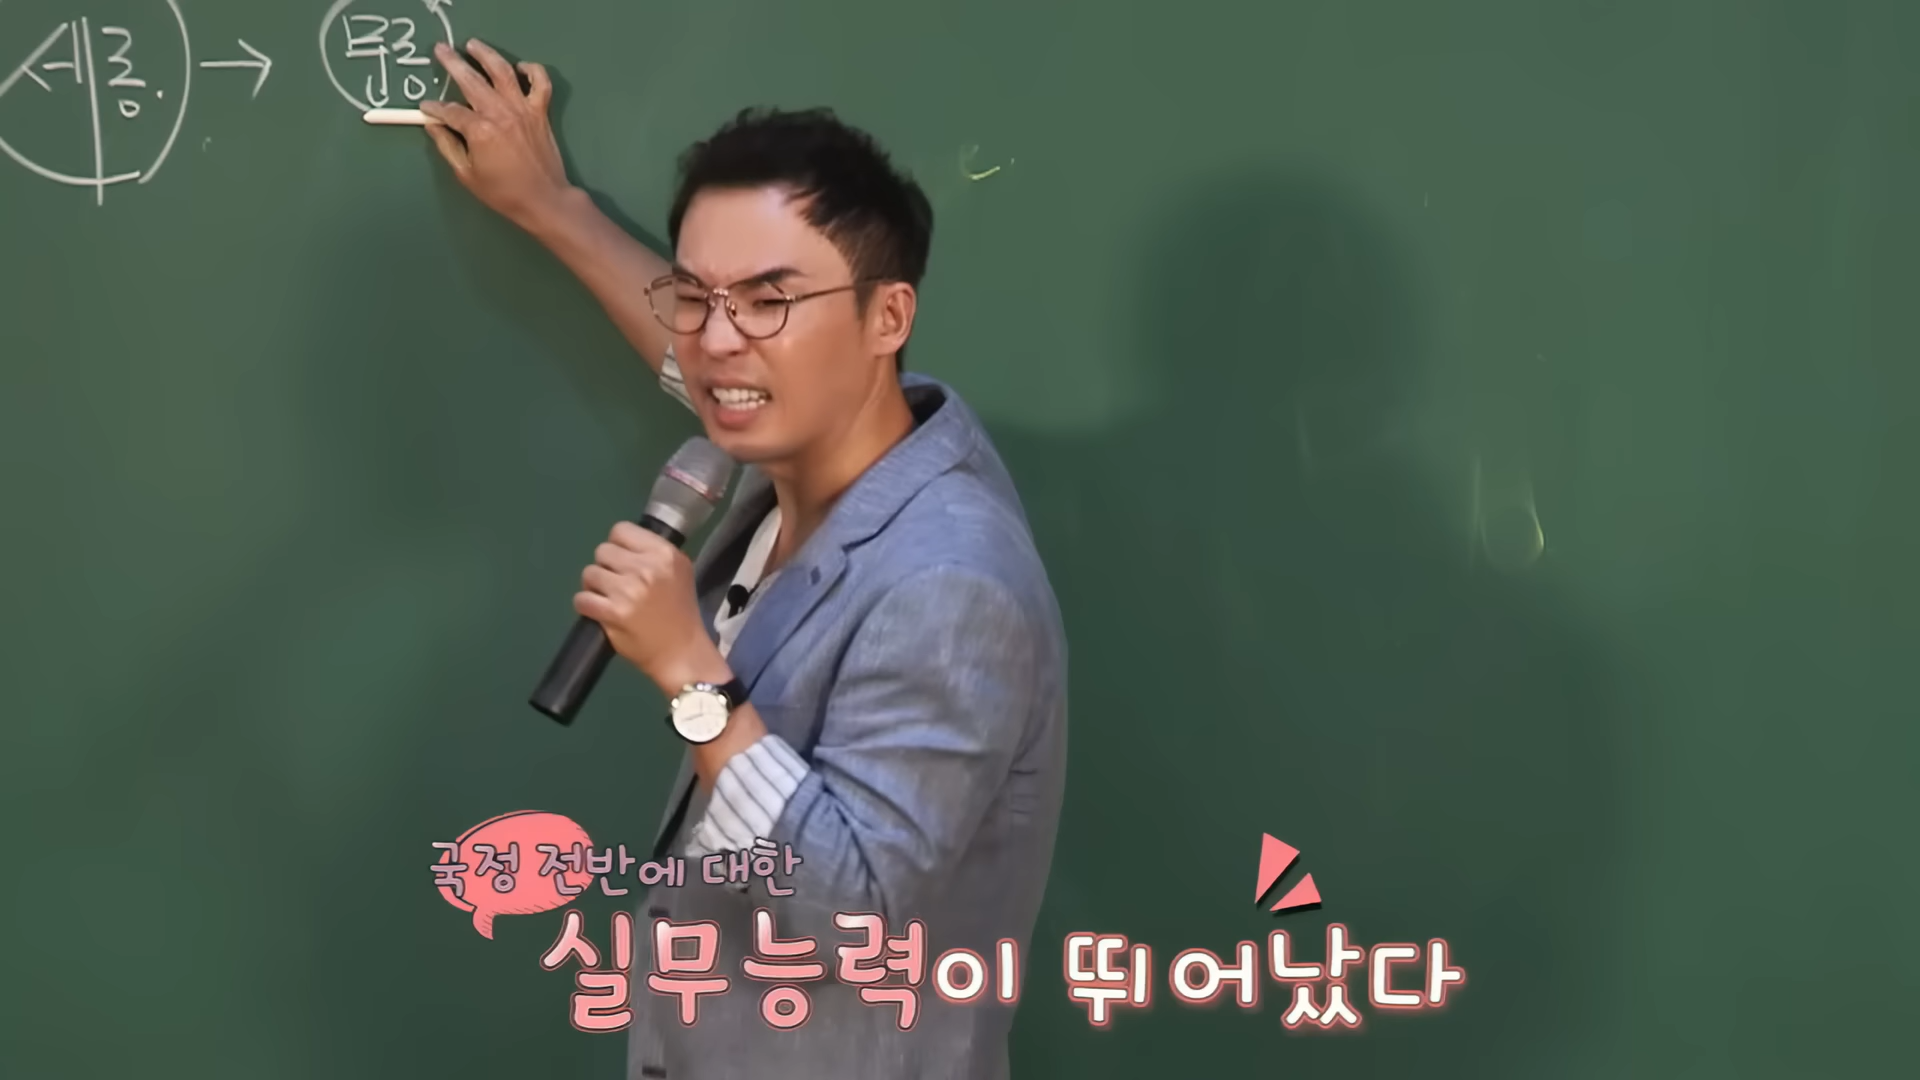 세종 → 문종
국정 전반에 대한
실무능력이 뛰어났다